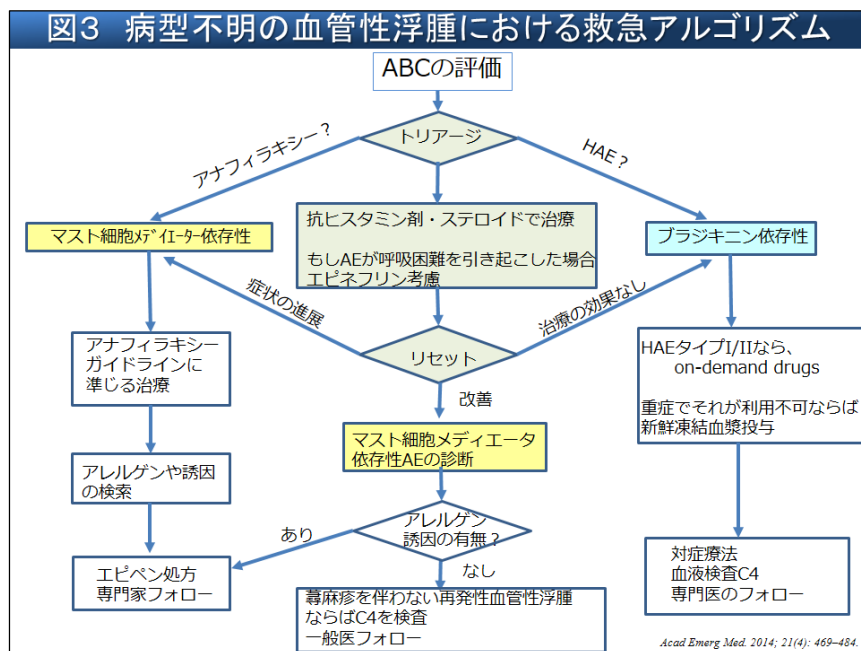 図３ 病型不明の血管性浮腫における救急アルゴリズム
ABCの評価
トリアージ
アナフィラキシー？
HAE？
マスト細胞ﾒﾃﾞｨｴｰﾀｰ依存性
抗ヒスタミン剤・ステロイドで治療
もしAEが呼吸困難を引き起こした場合
エピネフリン考慮
ブラジキニン依存性
症状の進展
治療の効果なし
リセット
アナフィラキシー
ガイドラインに
準じる治療
HAEタイプI/IIなら、
on-demand drugs
重症でそれが利用不可ならば
新鮮凍結血漿投与
改善
マスト細胞メディエータ
依存性AEの診断
アレルゲンや誘因
の検索
アレルゲン
誘因の有無？
あり
なし
エピペン処方
専門家フォロー
蕁麻疹を伴わない再発性血管性浮腫
ならばC4を検査
一般医フォロー
対症療法
血液検査C4
専門医のフォロー
Acad Emerg Med. 2014; 21(4): 469–484.